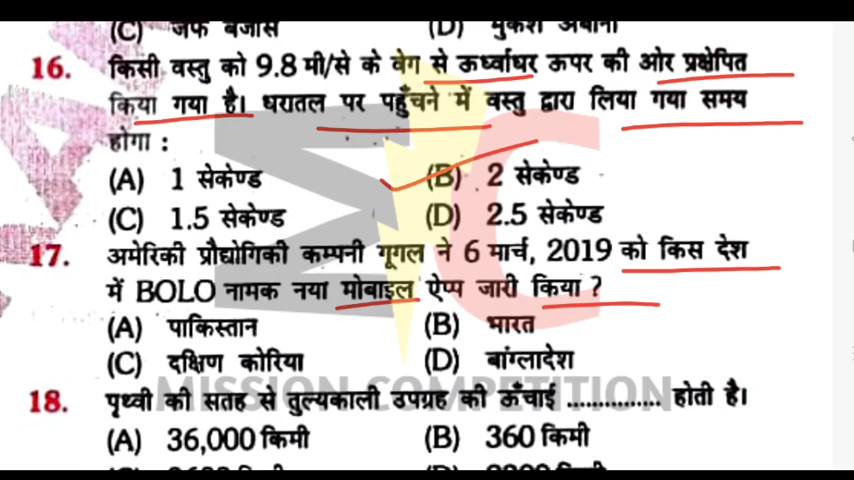 (C) जेफ बेजोस (D) मुकेश अंबानी
16. किसी वस्तु को 9.8 मी/से के वेग से ऊर्ध्वाधर ऊपर की ओर प्रक्षेपित
किया गया है। धरातल पर पहुँचने में वस्तु द्वारा लिया गया समय
होगा :
(A) 1 सेकेण्ड (B) 2 सेकेण्ड
(C) 1.5 सेकेण्ड (D) 2.5 सेकेण्ड
17. अमेरिकी प्रौद्योगिकी कम्पनी गूगल ने 6 मार्च, 2019 को किस देश
में BOLO नामक नया मोबाइल ऐप्प जारी किया ?
(A) पाकिस्तान (B) भारत
(C) दक्षिण कोरिया (D) बांग्लादेश
MISSION COMPETITION
18. पृथ्वी की सतह से तुल्यकाली उपग्रह की ऊँचाई ............... होती है।
(A) 36,000 किमी (B) 360 किमी